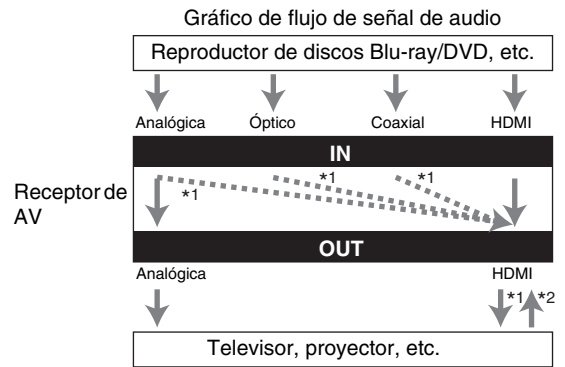 Gráfico de flujo de señal de audio
Reproductor de discos Blu-ray/DVD, etc.
Analógica Óptico Coaxial HDMI
IN
*1 *1 *1
Receptor de
AV
OUT
Analógica HDMI
*1 *2
Televisor, proyector, etc.